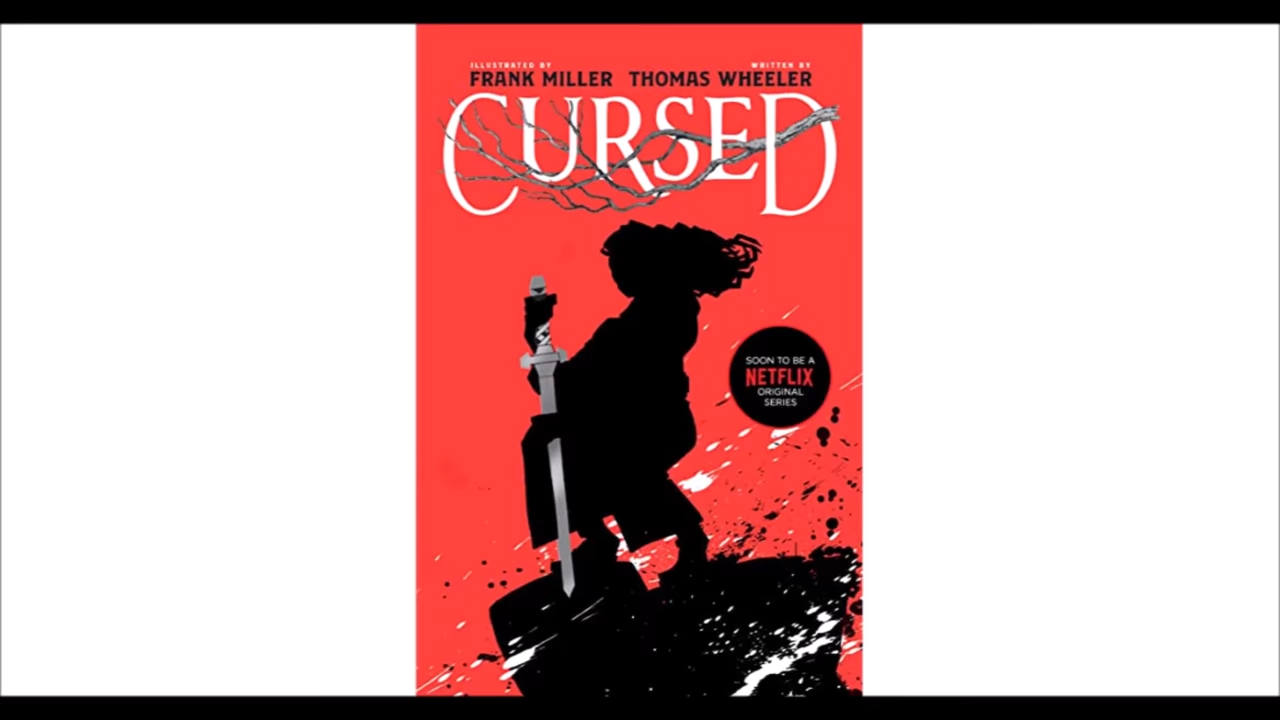 ILLUSTRATED BY WRITTEN BY
FRANK MILLER THOMAS WHEELER
CURSED
SOON TO BE A
NETFLIX
ORIGINAL
SERIES